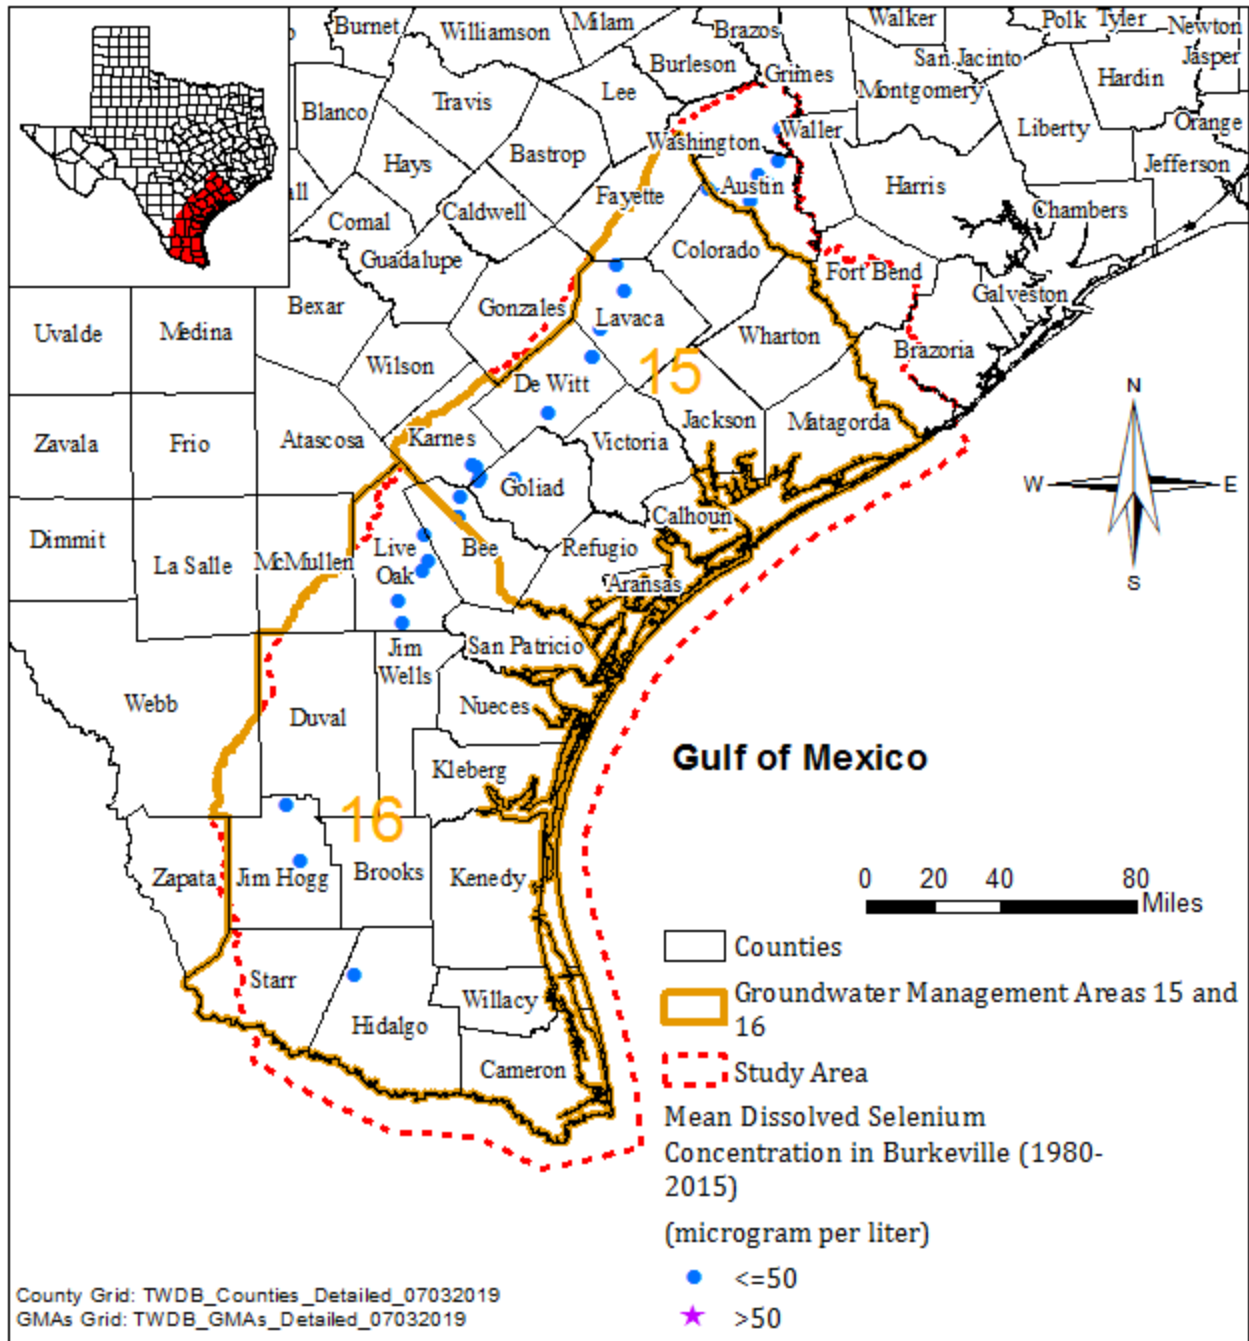 Burnet
Williamson
Milam
Brazos
Walker
Polk
Tyler
Newton
Burleson
Grimes
San Jacinto
Jasper
Hardin
Montgomery
Travis
Lee
Blanco
Liberty
Orange
Washington
Waller
Bastrop
Hays
Jefferson
Austin
Harris
Fayette
all
Caldwell
Chambers
Comal
Colorado
Guadalupe
Fort Bend
Galveston
Bexar
Gonzales
Lavaca
Uvalde
Medina
Wharton
Brazoria
Wilson
15
De Witt
Jackson
Matagorda
N
Zavala
Frio
Atascosa
Karnes
Victoria
W
E
Goliad
Calhoun
Dimmit
La Salle
McMullen
Live
Oak
Bee
Refugio
Aransas
S
Jim
Wells
San Patricio
Webb
Duval
Nueces
Gulf of Mexico
Kleberg
16
Zapata
Jim Hogg
Brooks
Kenedy
0 20 40 80
Miles
Counties
Starr
Willacy
Groundwater Management Areas 15 and
16
Hidalgo
Cameron
Study Area
Mean Dissolved Selenium
Concentration in Burkeville (1980-
2015)
(microgram per liter)
<=50
>50
County Grid: TWDB_Counties_Detailed_07032019
GMAs Grid: TWDB_GMAs_Detailed_07032019